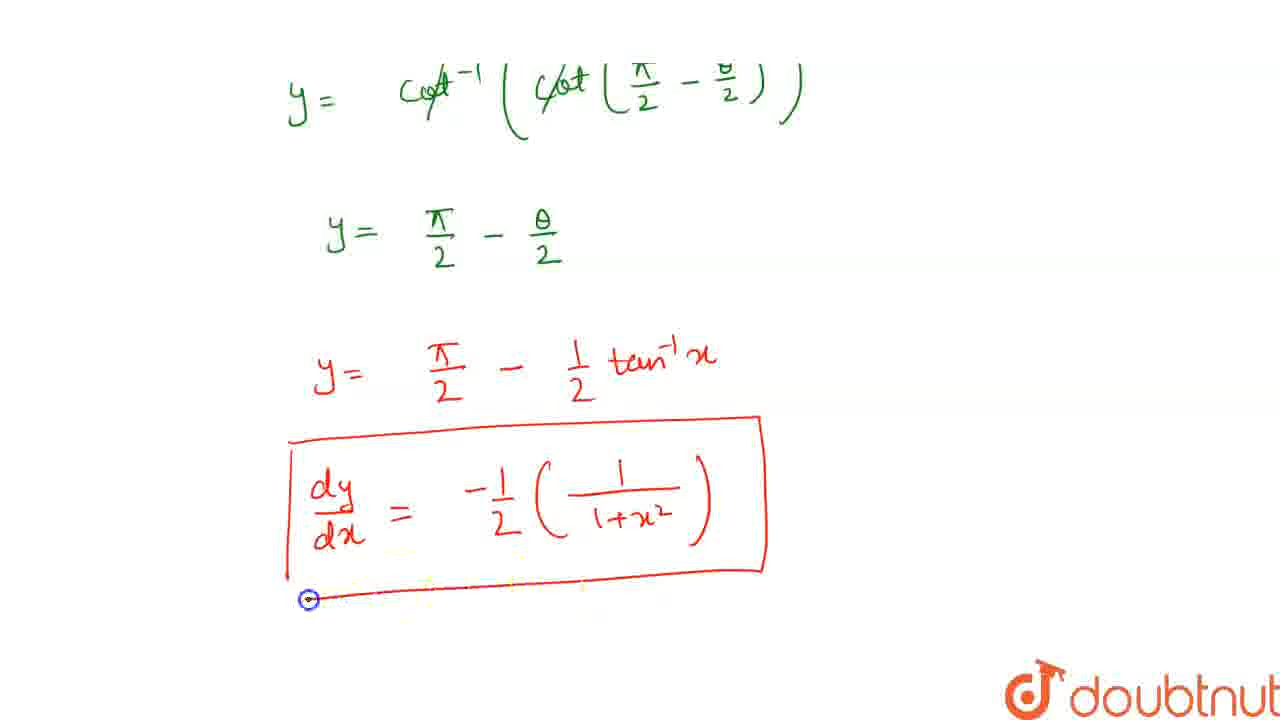 y = cot⁻¹ ( cot ( π/2 − θ/2 ) )
y = π/2 − θ/2
y = π/2 − 1/2 tan⁻¹ x
dy/dx = −1/2 ( 1/(1+x²) )
doubtnut